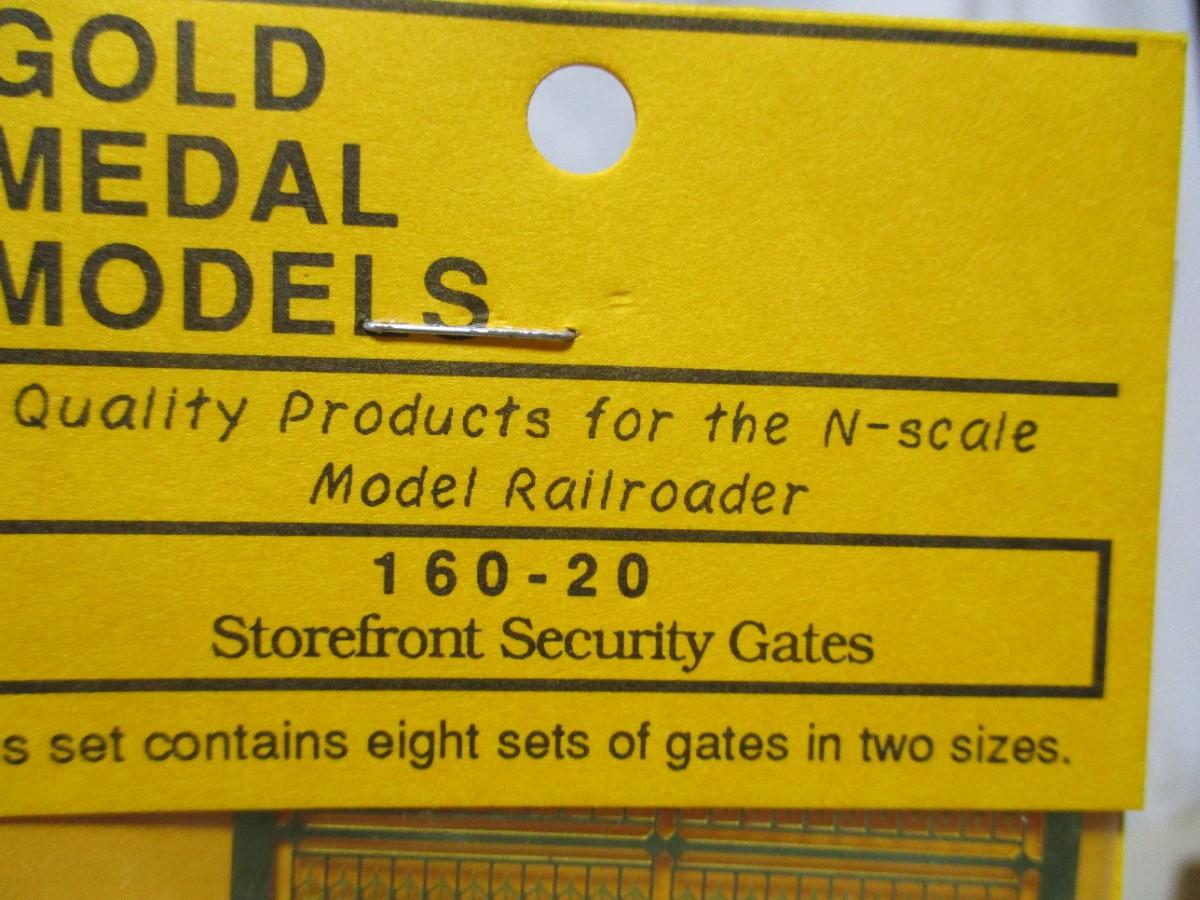 GOLD
MEDAL
MODELS
Quality Products for the N-scale
Model Railroader
160-20
Storefront Security Gates
s set contains eight sets of gates in two sizes.